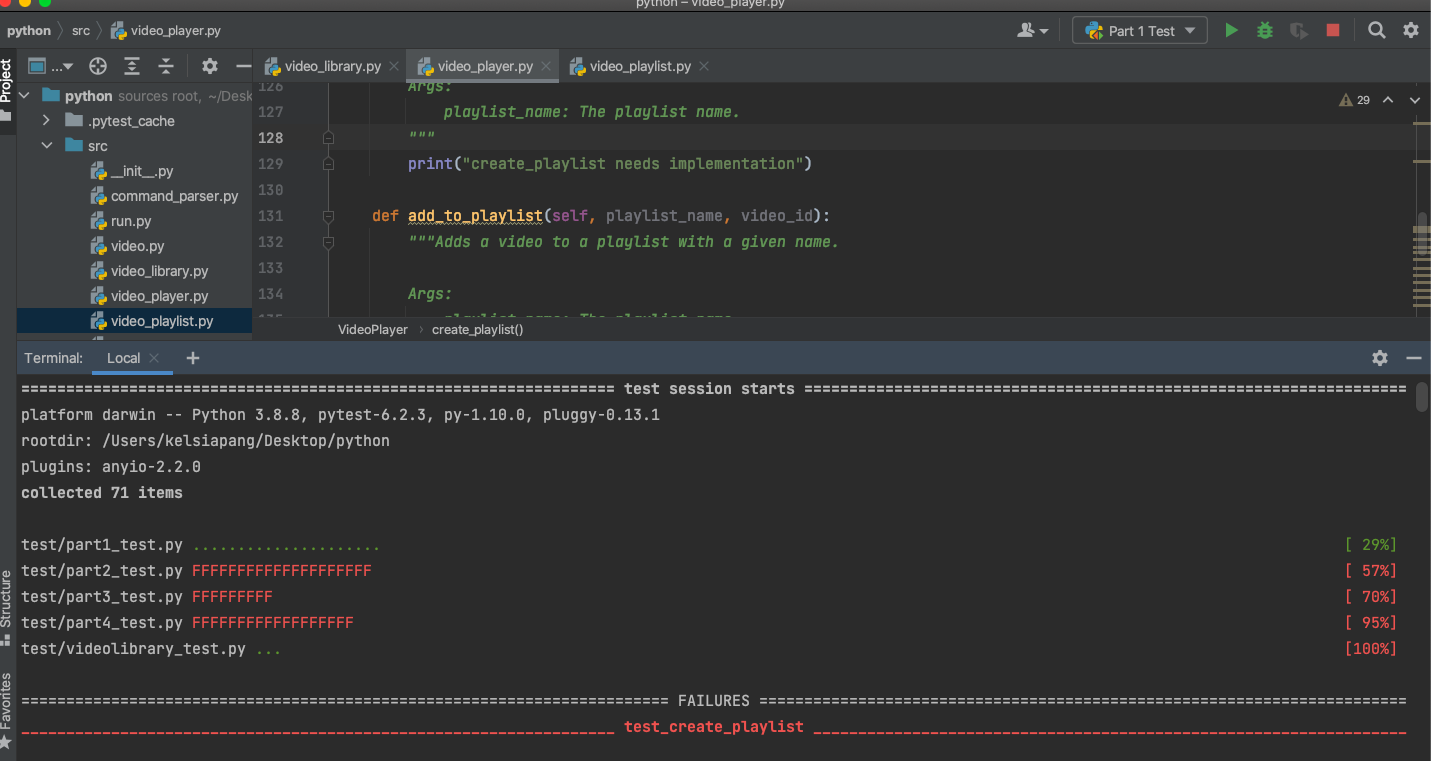 python – video_player.py
python src video_player.py Part 1 Test
Project ... video_library.py video_player.py video_playlist.py
python sources root, ~/Desk
.pytest_cache
src
__init__.py
command_parser.py
run.py
video.py
video_library.py
video_player.py
video_playlist.py
126 Args:
127 playlist_name: The playlist name.
29
128 """
129 print("create_playlist needs implementation")
130
131 def add_to_playlist(self, playlist_name, video_id):
132 """Adds a video to a playlist with a given name.
133
134 Args:
135 playlist_name: The playlist name.
VideoPlayer create_playlist()
Terminal: Local
============================ test session starts ============================
platform darwin -- Python 3.8.8, pytest-6.2.3, py-1.10.0, pluggy-0.13.1
rootdir: /Users/kelsiapang/Desktop/python
plugins: anyio-2.2.0
collected 71 items
test/part1_test.py ..................... [ 29%]
test/part2_test.py FFFFFFFFFFFFFFFFFFFF [ 57%]
test/part3_test.py FFFFFFFFF [ 70%]
test/part4_test.py FFFFFFFFFFFFFFFFFF [ 95%]
test/videolibrary_test.py ... [100%]
============================ FAILURES ============================
____________________________ test_create_playlist ____________________________
Structure
Favorites